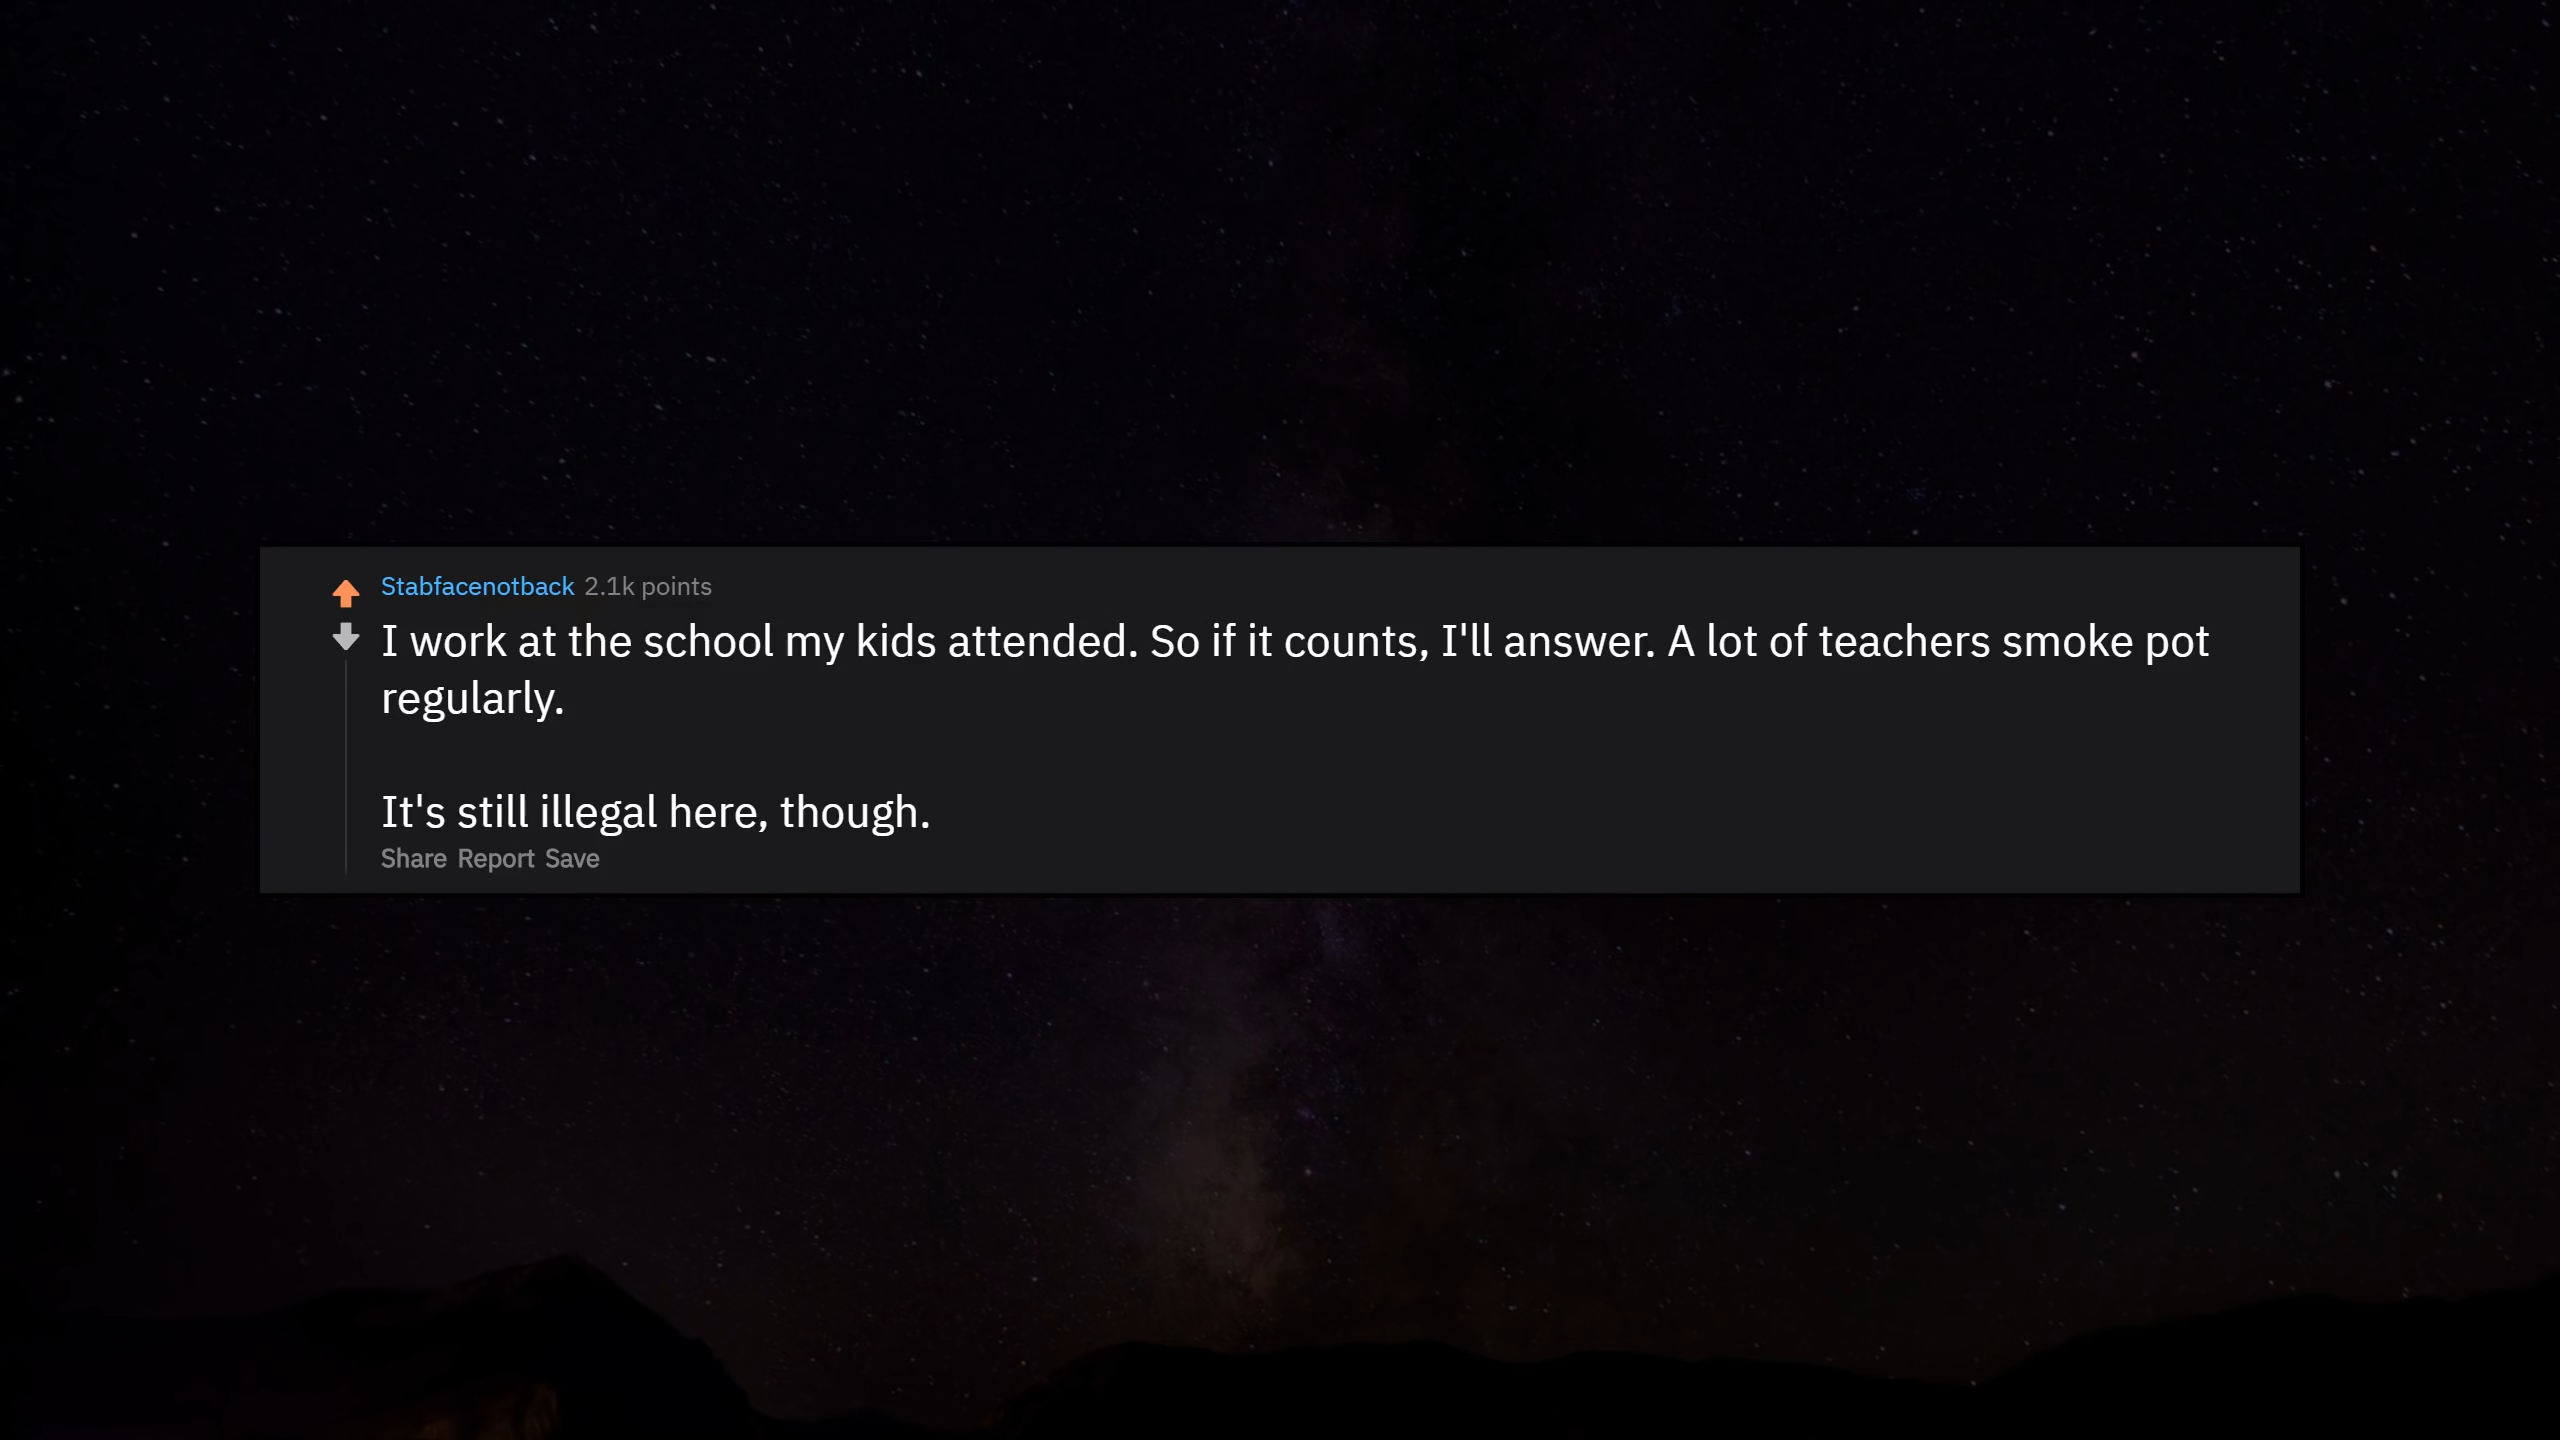 Stabfacenotback 2.1k points
I work at the school my kids attended. So if it counts, I'll answer. A lot of teachers smoke pot
regularly.
It's still illegal here, though.
Share Report Save